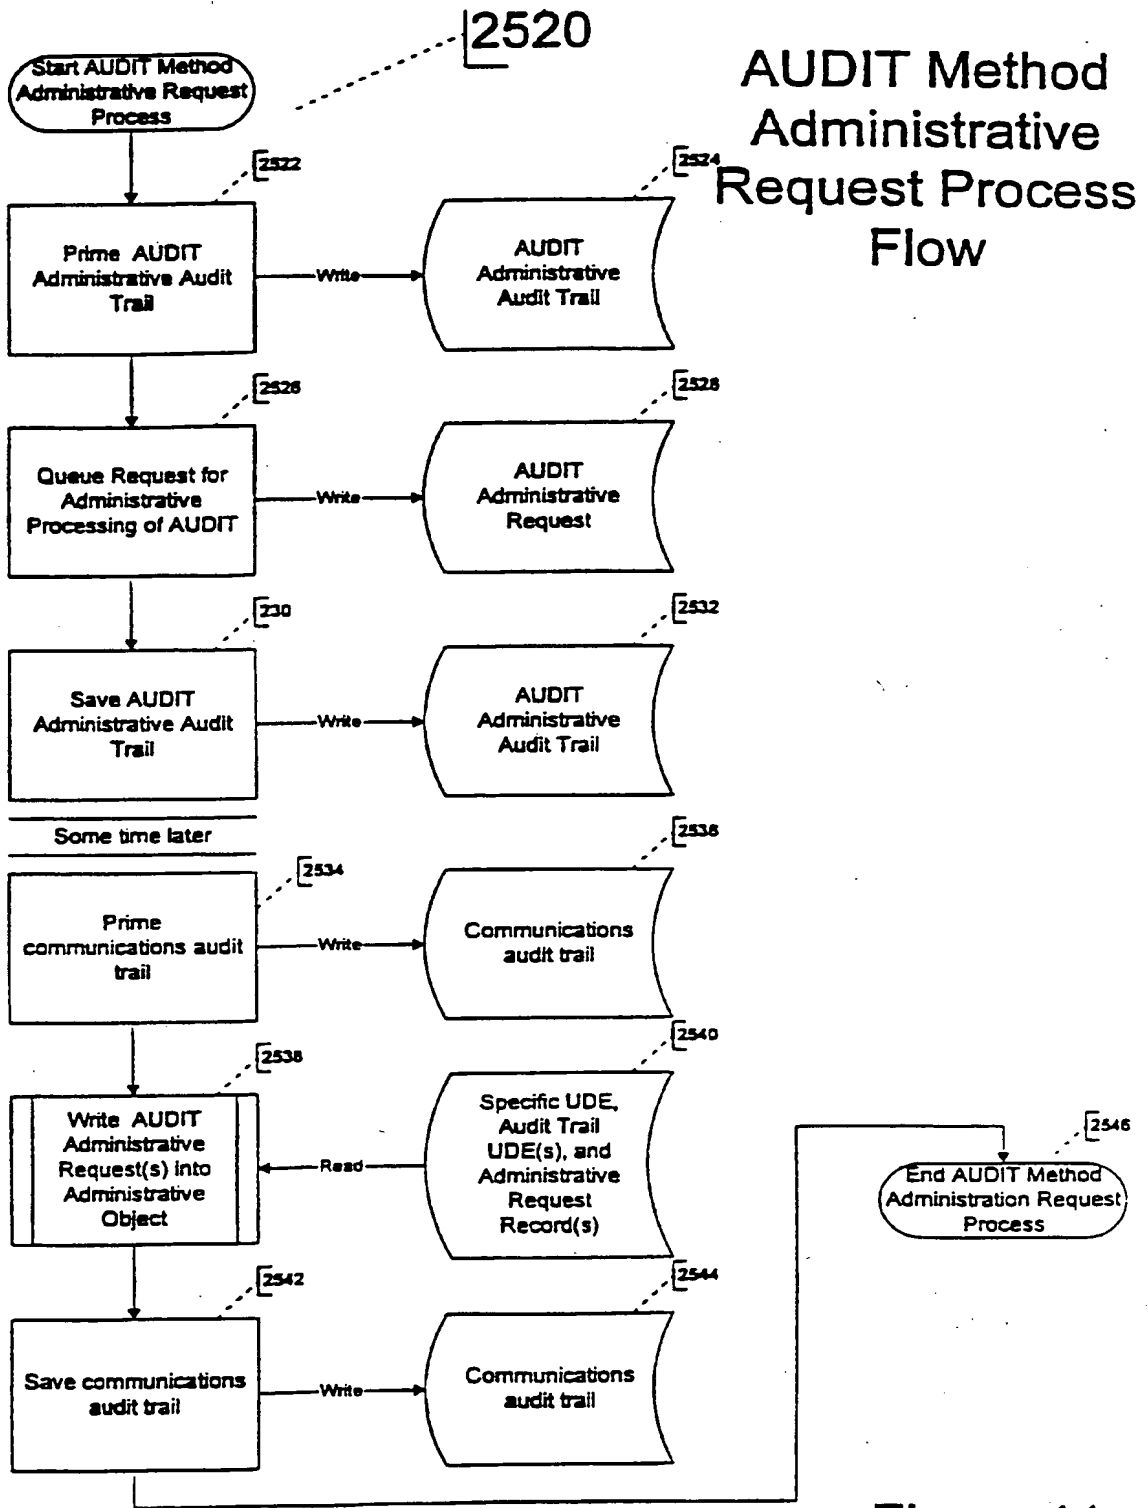 2520
AUDIT Method
Administrative
Request Process
Flow
Start AUDIT Method
Administrative Request
Process
2522
Prime AUDIT
Administrative Audit
Trail
Write
2524
AUDIT
Administrative
Audit Trail
2526
Queue Request for
Administrative
Processing of AUDIT
Write
2528
AUDIT
Administrative
Request
230
Save AUDIT
Administrative Audit
Trail
Write
2532
AUDIT
Administrative
Audit Trail
Some time later
2534
Prime
communications audit
trail
Write
2536
Communications
audit trail
2538
Write AUDIT
Administrative
Request(s) into
Administrative
Object
Read
2540
Specific UDE,
Audit Trail
UDE(s), and
Administrative
Request
Record(s)
2542
Save communications
audit trail
Write
2544
Communications
audit trail
2546
End AUDIT Method
Administration Request
Process